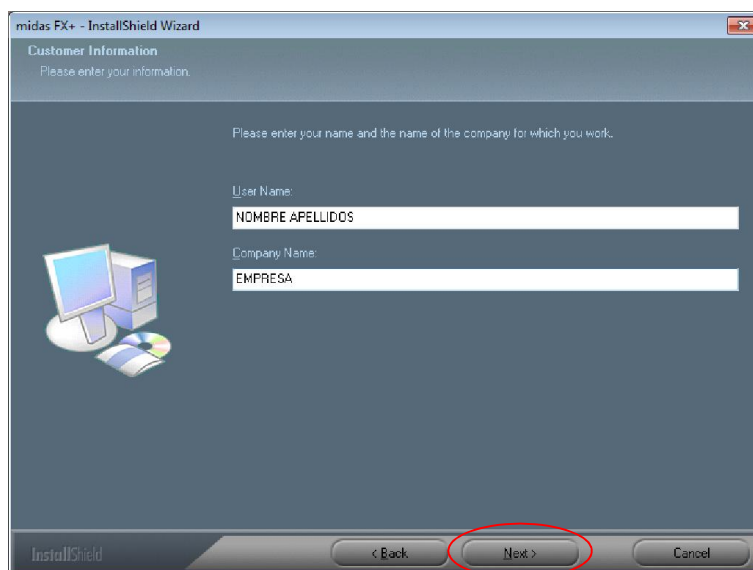 midas FX+ - InstallShield Wizard
Customer Information
Please enter your information.
Please enter your name and the name of the company for which you work.
User Name:
NOMBRE APELLIDOS
Company Name:
EMPRESA
InstallShield
< Back
Next >
Cancel